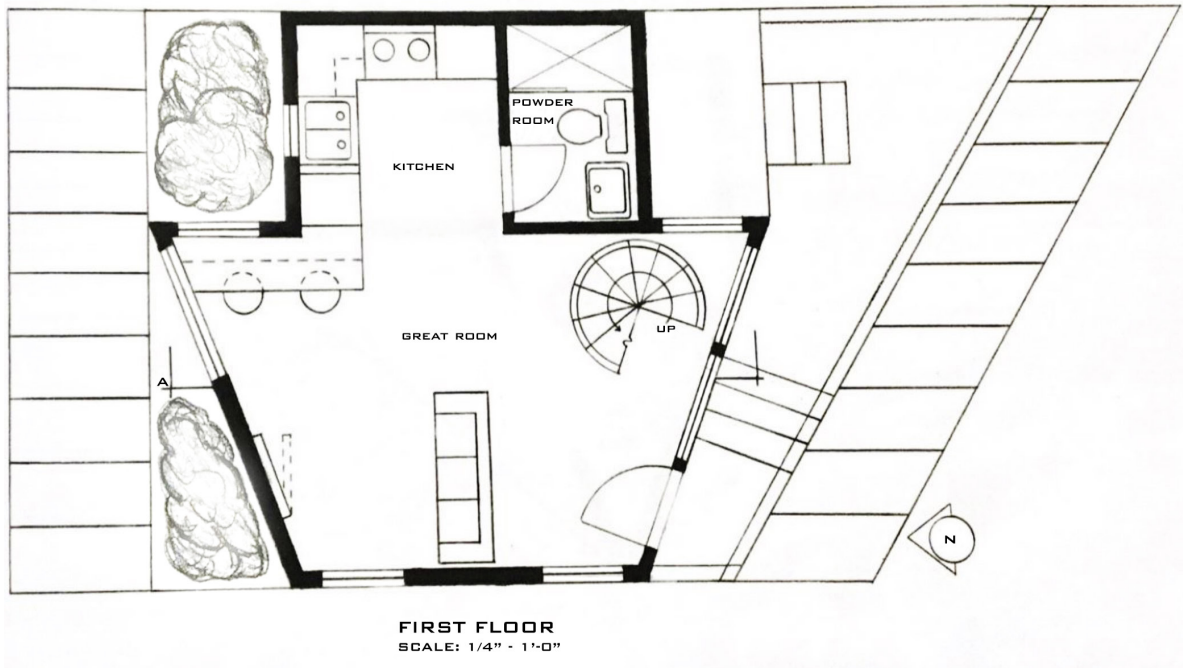 POWDER
ROOM
KITCHEN
GREAT ROOM
UP
A
N
FIRST FLOOR
SCALE: 1/4" - 1'-0"